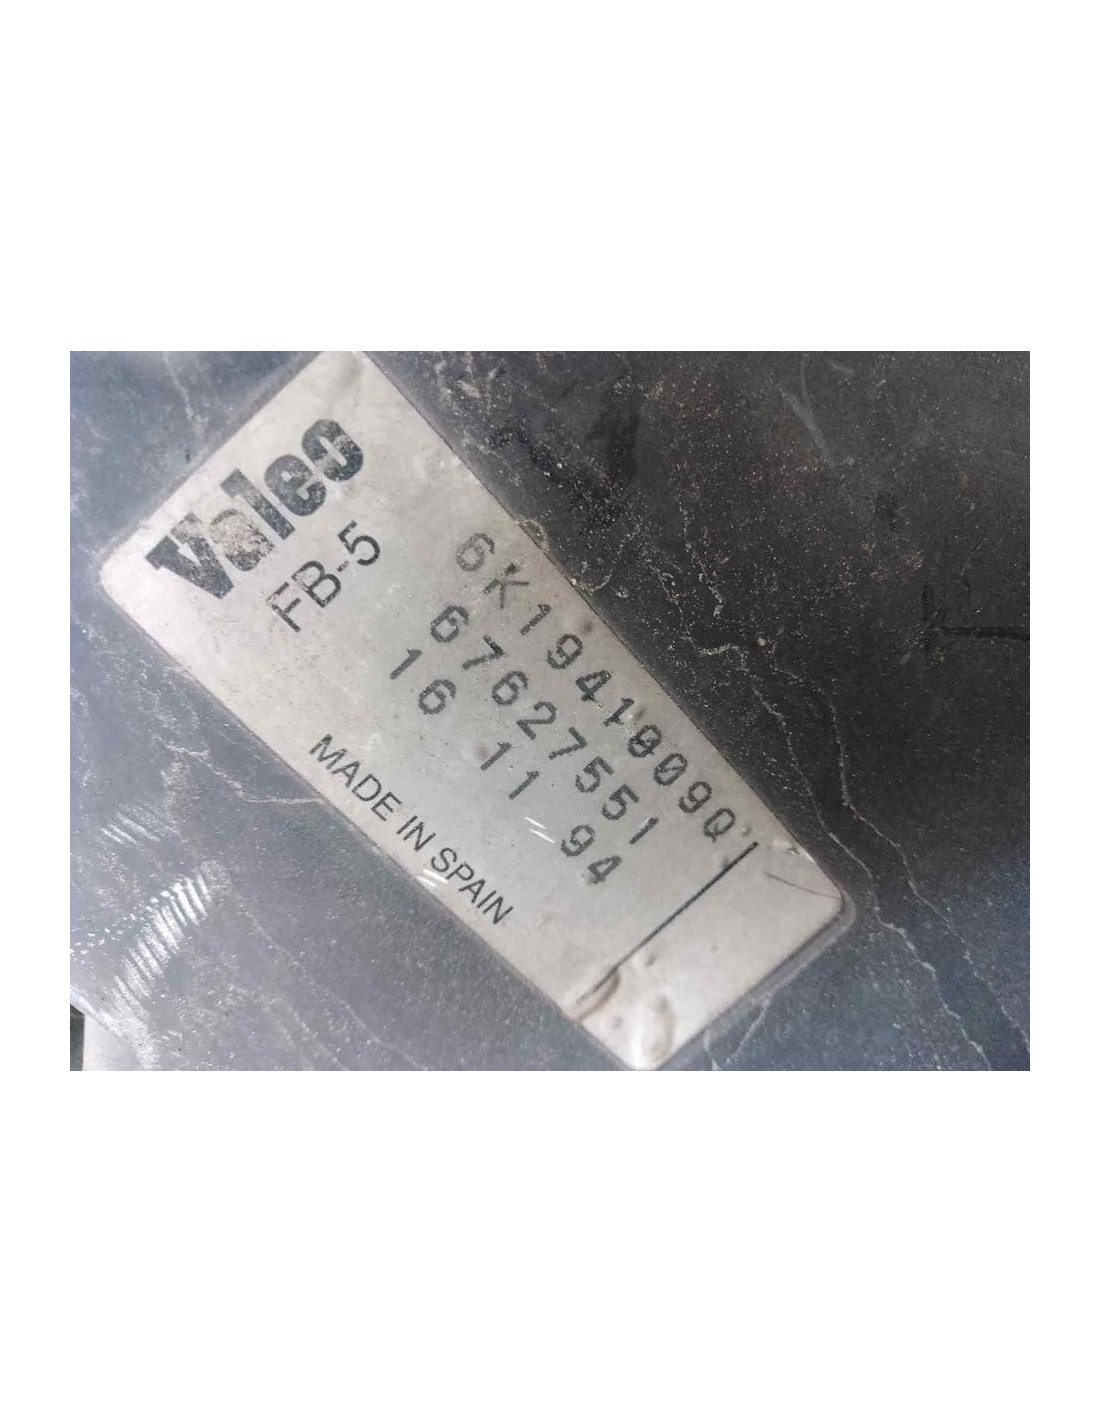 Valeo
FB-5
6K1941009Q
67627551
16 11 94
MADE IN SPAIN